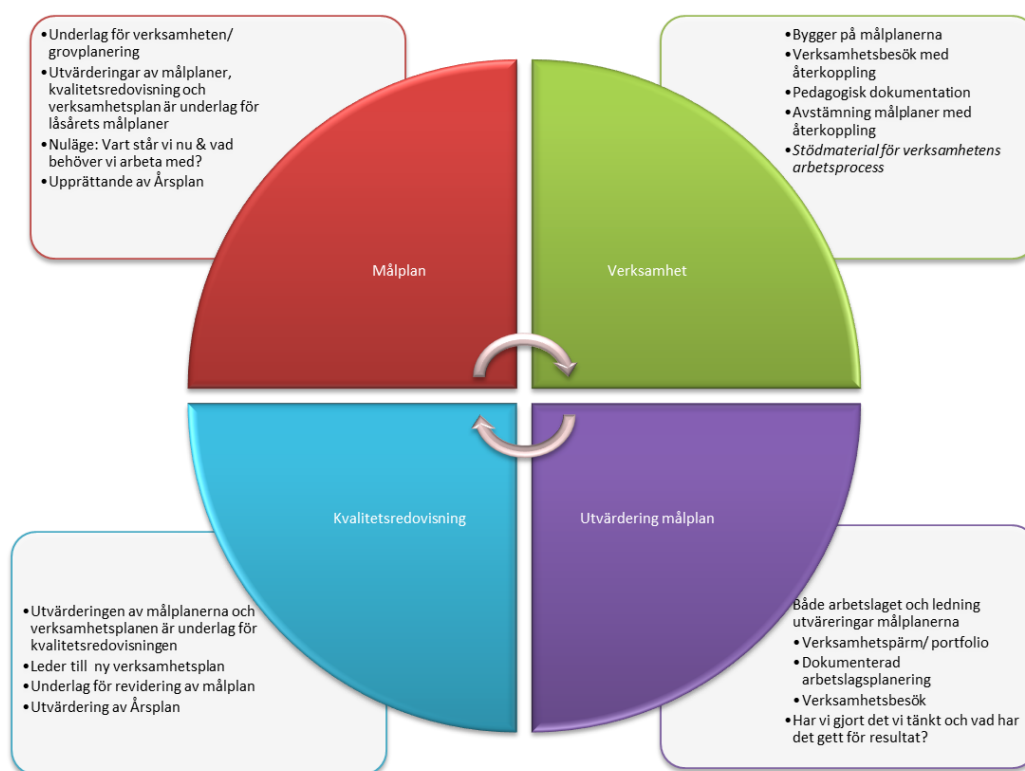 •Underlag för verksamheten/
grovplanering
•Utvärderingar av målplaner,
kvalitetsredovisning och
verksamhetsplan är underlag för
låsårets målplaner
•Nuläge: Vart står vi nu & vad
behöver vi arbeta med?
•Upprättande av Årsplan
•Bygger på målplanerna
•Verksamhetsbesök med
återkoppling
•Pedagogisk dokumentation
•Avstämning målplaner med
återkoppling
•Stödmaterial för verksamhetens
arbetsprocess
Målplan
Verksamhet
Kvalitetsredovisning
Utvärdering målplan
•Utvärderingen av målplanerna och
verksamhetsplanen är underlag för
kvalitetsredovisningen
•Leder till ny verksamhetsplan
•Underlag för revidering av målplan
•Utvärdering av Årsplan
Både arbetslaget och ledning
utväreringar målplanerna
•Verksamhetspärm/ portfolio
•Dokumenterad
arbetslagsplanering
•Verksamhetsbesök
•Har vi gjort det vi tänkt och vad har
det gett för resultat?